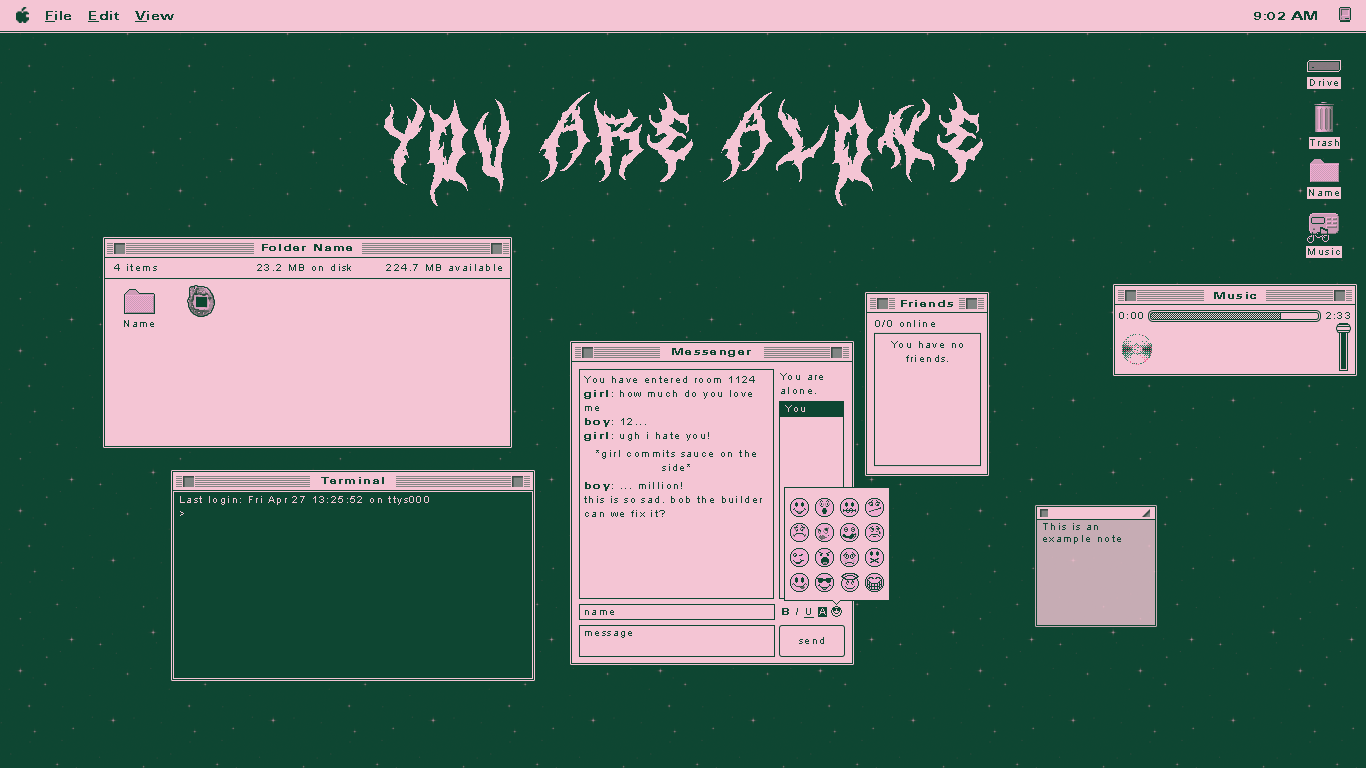 File Edit View
9:02 AM
YOU ARE ALONE
Drive
Trash
Name
Music
Folder Name
4 items 23.2 MB on disk 224.7 MB available
Name
Terminal
Last login: Fri Apr 27 13:25:52 on ttys000
>
Messenger
You have entered room 1124
girl: how much do you love
me
boy: 12...
girl: ugh i hate you!
*girl commits sauce on the
side*
boy: ... million!
this is so sad. bob the builder
can we fix it?
You are
alone.
You
name
B I U A
message
send
Friends
0/0 online
You have no
friends.
Music
0:00 2:33
This is an
example note